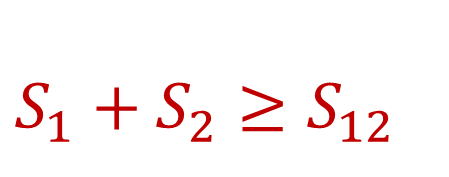 S₁ + S₂ ≥ S₁₂